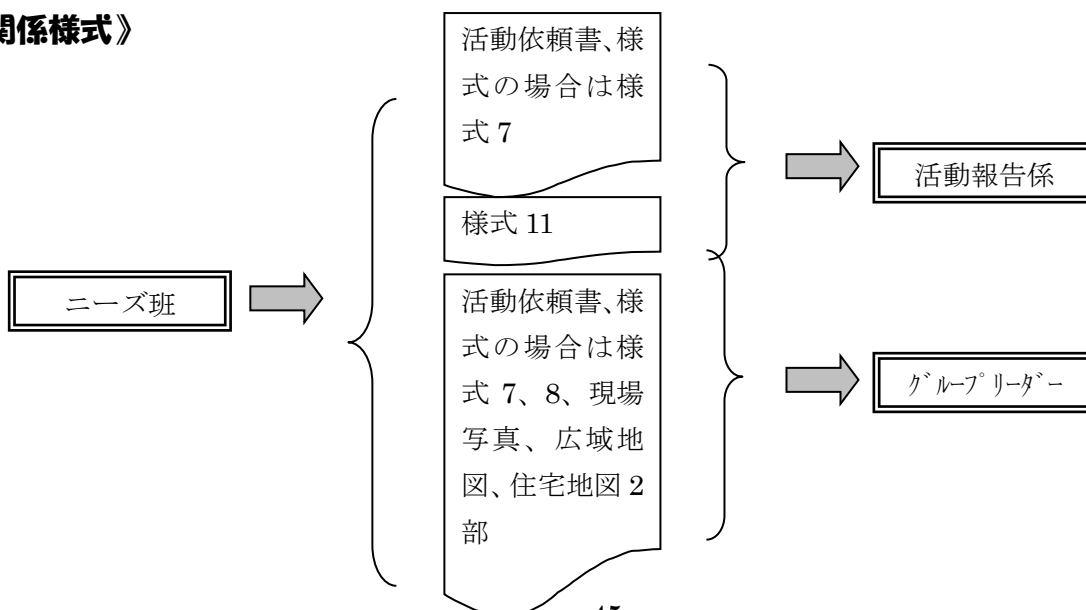 関係様式》
活動依頼書、様
式の場合は様
式 7
活動報告係
様式 11
ニーズ班
活動依頼書、様
式の場合は様
式 7、8、現場
写真、広域地
図、住宅地図 2
部
ｸﾞﾙｰﾌﾟﾘｰﾀﾞｰ